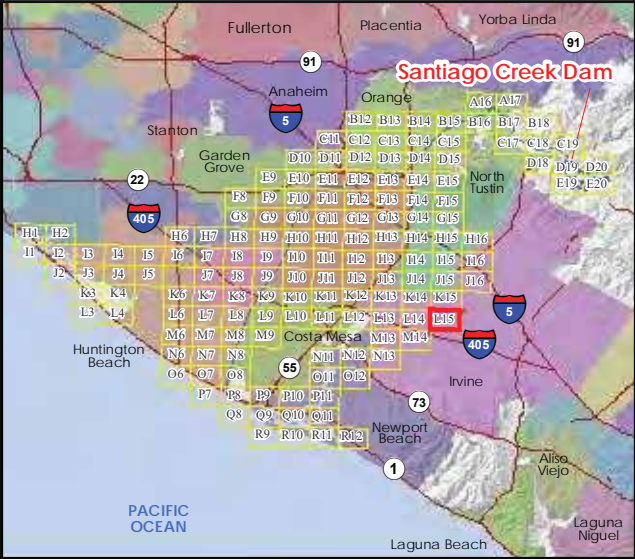 Fullerton
Placentia
Yorba Linda
91
91
Santiago Creek Dam
Anaheim
Orange
A16 A17
5
B12 B13 B14 B15 B16 B17 B18
Stanton
C11 C12 C13 C14 C15 C17 C18 C19
Garden
Grove
D10 D11 D12 D13 D14 D15 D18 D19 D20
North
Tustin
22
E9 E10 E11 E12 E13 E14 E15 E19 E20
F8 F9 F10 F11 F12 F13 F14 F15
405
G8 G9 G10 G11 G12 G13 G14 G15
H1 H2 H6 H7 H8 H9 H10 H11 H12 H13 H14 H15 H16
I1 I2 I3 I4 I5 I6 I7 I8 I9 I10 I11 I12 I13 I14 I15 I16
J2 J3 J4 J5 J7 J8 J9 J10 J11 J12 J13 J14 J15 J16
K3 K4 K6 K7 K8 K9 K10 K11 K12 K13 K14 K15
5
L3 L4 L6 L7 L8 L9 L10 L11 L12 L13 L14 L15
M6 M7 M8 M9 Costa Mesa M13 M14
405
Huntington
Beach
N6 N7 N8 N11 N12 N13
55
O6 O7 O8 O11 O12
Irvine
P7 P8 P9 P10 P11
73
Q8 Q9 Q10 Q11
Newport
Beach
R9 R10 R11 R12
1
Aliso
Viejo
PACIFIC
OCEAN
Laguna
Niguel
Laguna Beach